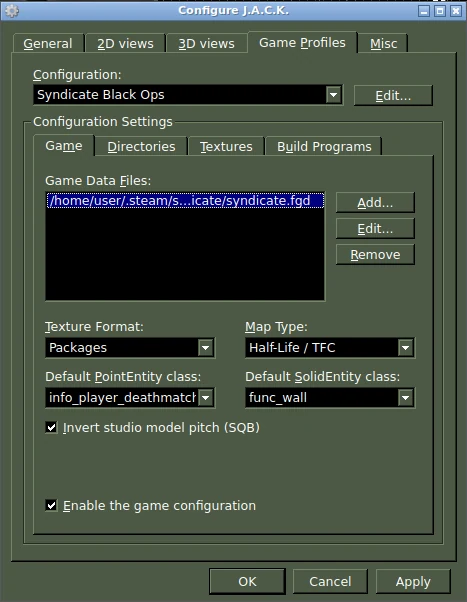 Configure J.A.C.K.
General 2D views 3D views Game Profiles Misc
Configuration:
Syndicate Black Ops Edit...
Configuration Settings
Game Directories Textures Build Programs
Game Data Files:
/home/user/.steam/s...icate/syndicate.fgd
Add...
Edit...
Remove
Texture Format: Map Type:
Packages Half-Life / TFC
Default PointEntity class: Default SolidEntity class:
info_player_deathmatch func_wall
Invert studio model pitch (SQB)
Enable the game configuration
OK Cancel Apply